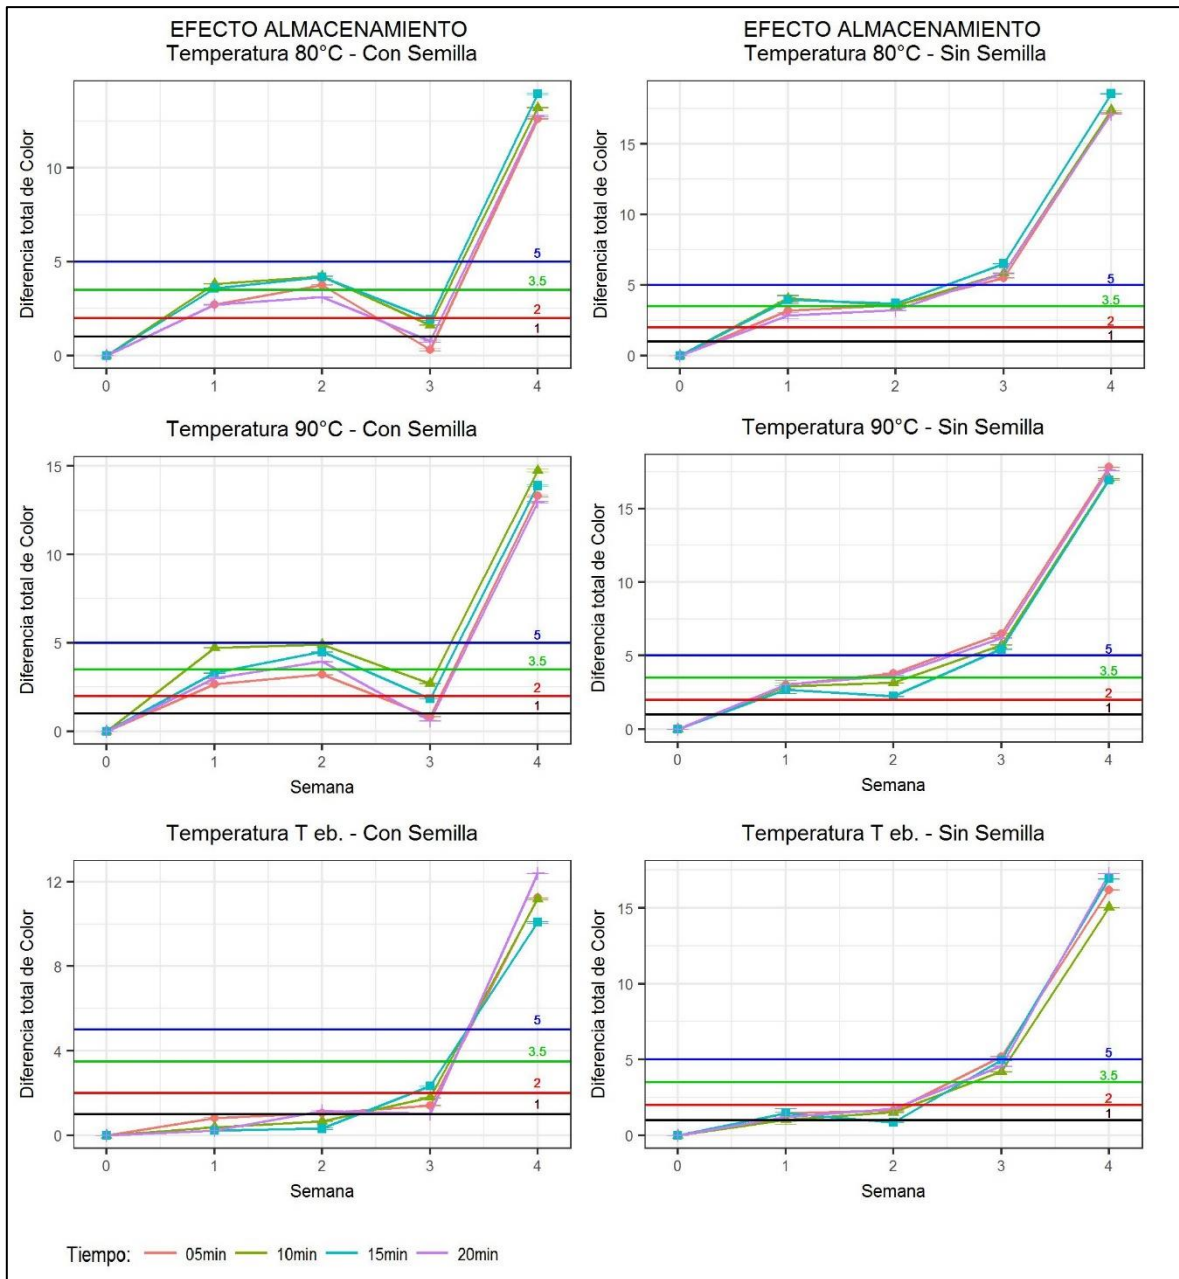 EFECTO ALMACENAMIENTO
Temperatura 80°C - Con Semilla
Diferencia total de Color
10
5
0
5
3.5
2
1
0 1 2 3 4
EFECTO ALMACENAMIENTO
Temperatura 80°C - Sin Semilla
Diferencia total de Color
15
10
5
0
5
3.5
2
1
0 1 2 3 4
Temperatura 90°C - Con Semilla
Diferencia total de Color
15
10
5
0
5
3.5
2
1
0 1 2 3 4
Semana
Temperatura 90°C - Sin Semilla
Diferencia total de Color
15
10
5
0
5
3.5
2
1
0 1 2 3 4
Semana
Temperatura T eb. - Con Semilla
Diferencia total de Color
12
8
4
0
5
3.5
2
1
0 1 2 3 4
Semana
Temperatura T eb. - Sin Semilla
Diferencia total de Color
15
10
5
0
5
3.5
2
1
0 1 2 3 4
Semana
Tiempo: 05min 10min 15min 20min